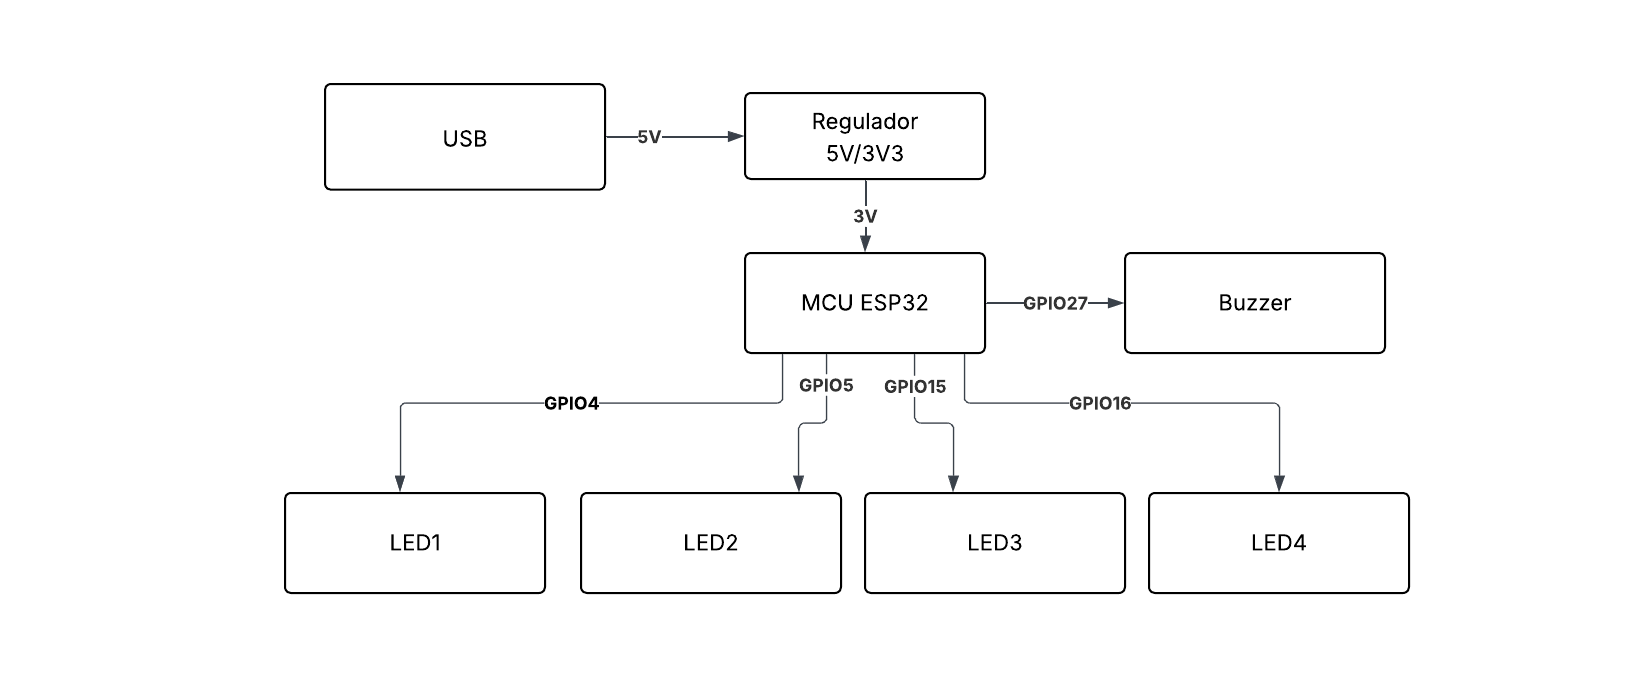 USB
5V
Regulador
5V/3V3
3V
MCU ESP32
GPIO27
Buzzer
GPIO4
GPIO5
GPIO15
GPIO16
LED1
LED2
LED3
LED4